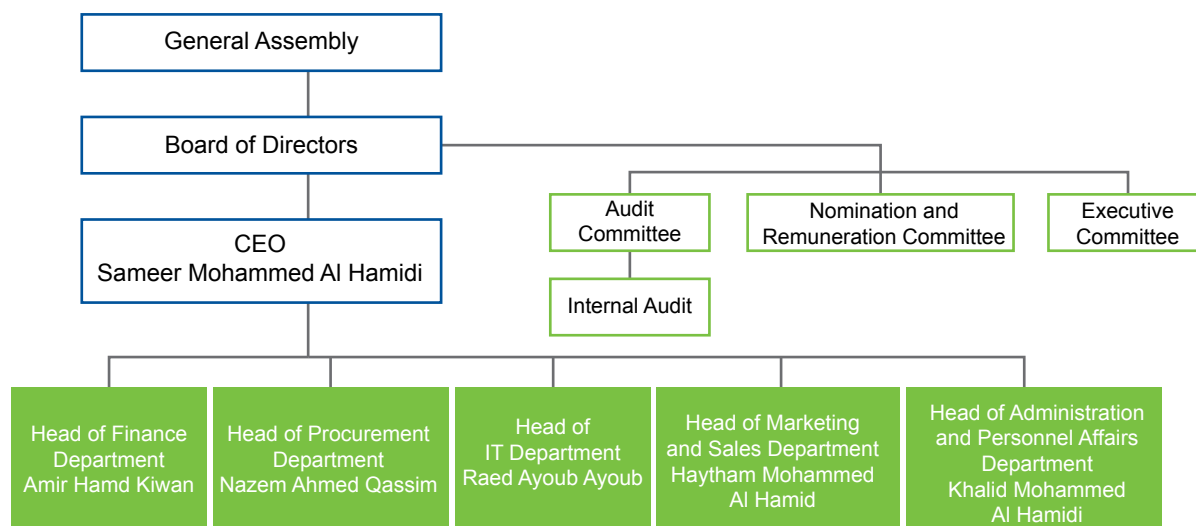 General Assembly
Board of Directors
CEO
Sameer Mohammed Al Hamidi
Audit
Committee
Nomination and
Remuneration Committee
Executive
Committee
Internal Audit
Head of Finance
Department
Amir Hamd Kiwan
Head of Procurement
Department
Nazem Ahmed Qassim
Head of
IT Department
Raed Ayoub Ayoub
Head of Marketing
and Sales Department
Haytham Mohammed
Al Hamid
Head of Administration
and Personnel Affairs
Department
Khalid Mohammed
Al Hamidi